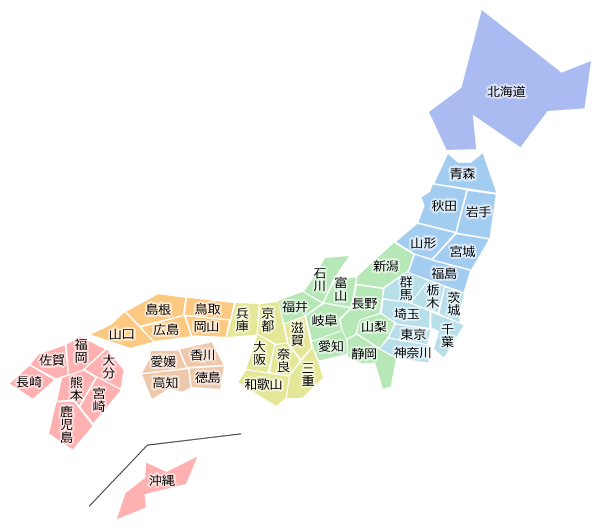 北海道
青森
秋田
岩手
山形
宮城
福島
新潟
群馬
栃木
茨城
石川
富山
長野
埼玉
千葉
福井
岐阜
山梨
東京
神奈川
愛知
静岡
滋賀
京都
兵庫
大阪
奈良
三重
和歌山
鳥取
島根
岡山
広島
山口
香川
愛媛
徳島
高知
福岡
佐賀
大分
長崎
熊本
宮崎
鹿児島
沖縄